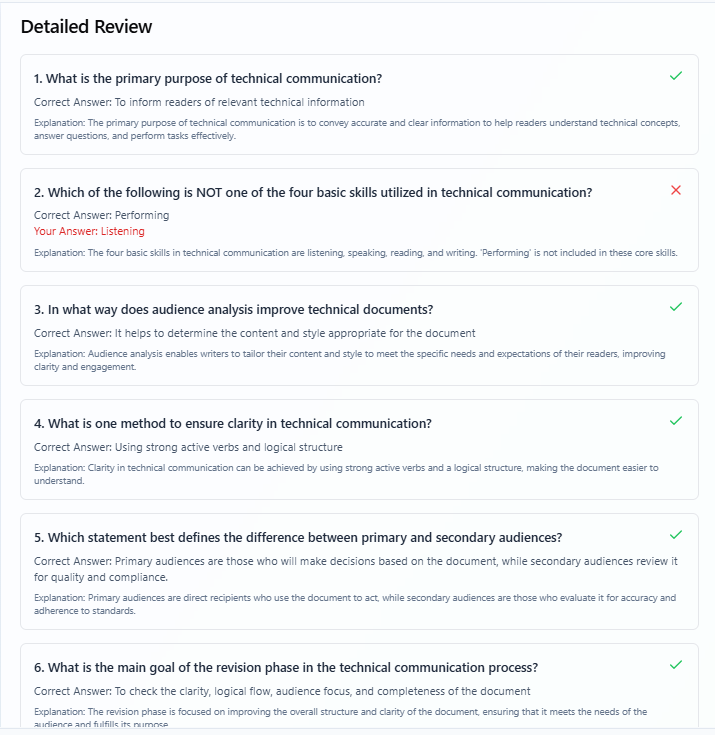 Detailed Review
1. What is the primary purpose of technical communication?
Correct Answer: To inform readers of relevant technical information
Explanation: The primary purpose of technical communication is to convey accurate and clear information to help readers understand technical concepts,
answer questions, and perform tasks effectively.
2. Which of the following is NOT one of the four basic skills utilized in technical communication?
Correct Answer: Performing
Your Answer: Listening
Explanation: The four basic skills in technical communication are listening, speaking, reading, and writing. 'Performing' is not included in these core skills.
3. In what way does audience analysis improve technical documents?
Correct Answer: It helps to determine the content and style appropriate for the document
Explanation: Audience analysis enables writers to tailor their content and style to meet the specific needs and expectations of their readers, improving
clarity and engagement.
4. What is one method to ensure clarity in technical communication?
Correct Answer: Using strong active verbs and logical structure
Explanation: Clarity in technical communication can be achieved by using strong active verbs and a logical structure, making the document easier to
understand.
5. Which statement best defines the difference between primary and secondary audiences?
Correct Answer: Primary audiences are those who will make decisions based on the document, while secondary audiences review it
for quality and compliance.
Explanation: Primary audiences are direct recipients who use the document to act, while secondary audiences are those who evaluate it for accuracy and
adherence to standards.
6. What is the main goal of the revision phase in the technical communication process?
Correct Answer: To check the clarity, logical flow, audience focus, and completeness of the document
Explanation: The revision phase is focused on improving the overall structure and clarity of the document, ensuring that it meets the needs of the
audience and fulfills its purpose.